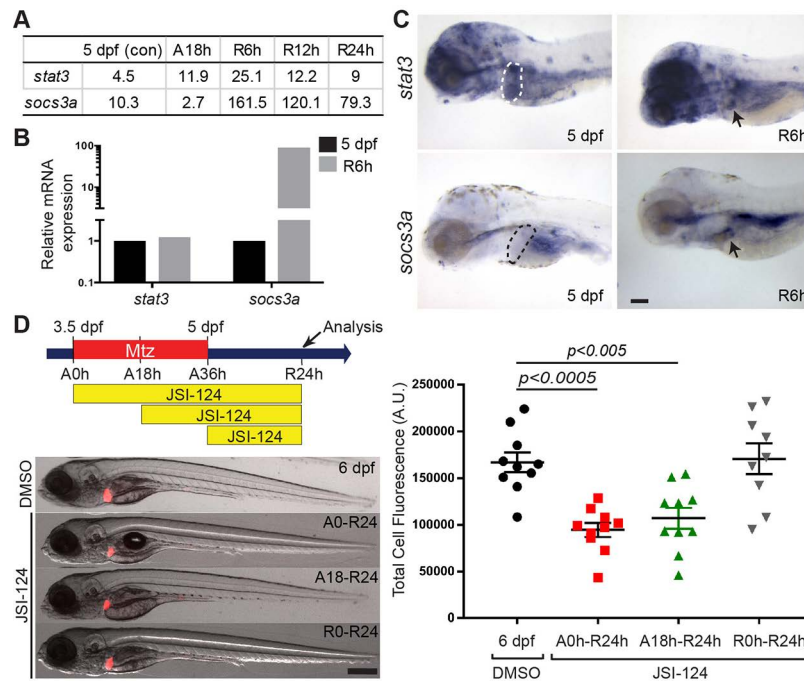 A
5 dpf (con) A18h R6h R12h R24h
stat3 4.5 11.9 25.1 12.2 9
socs3a 10.3 2.7 161.5 120.1 79.3
B
Relative mRNA
expression
100
10
1
0.1
5 dpf
R6h
stat3 socs3a
C
stat3
5 dpf
R6h
socs3a
5 dpf
R6h
D
3.5 dpf 5 dpf Analysis
Mtz
A0h A18h A36h R24h
JSI-124
JSI-124
JSI-124
DMSO
6 dpf
JSI-124
A0-R24
A18-R24
R0-R24
p<0.005
p<0.0005
Total Cell Fluorescence (A.U.)
250000
200000
150000
100000
50000
0
6 dpf A0h-R24h A18h-R24h R0h-R24h
DMSO JSI-124